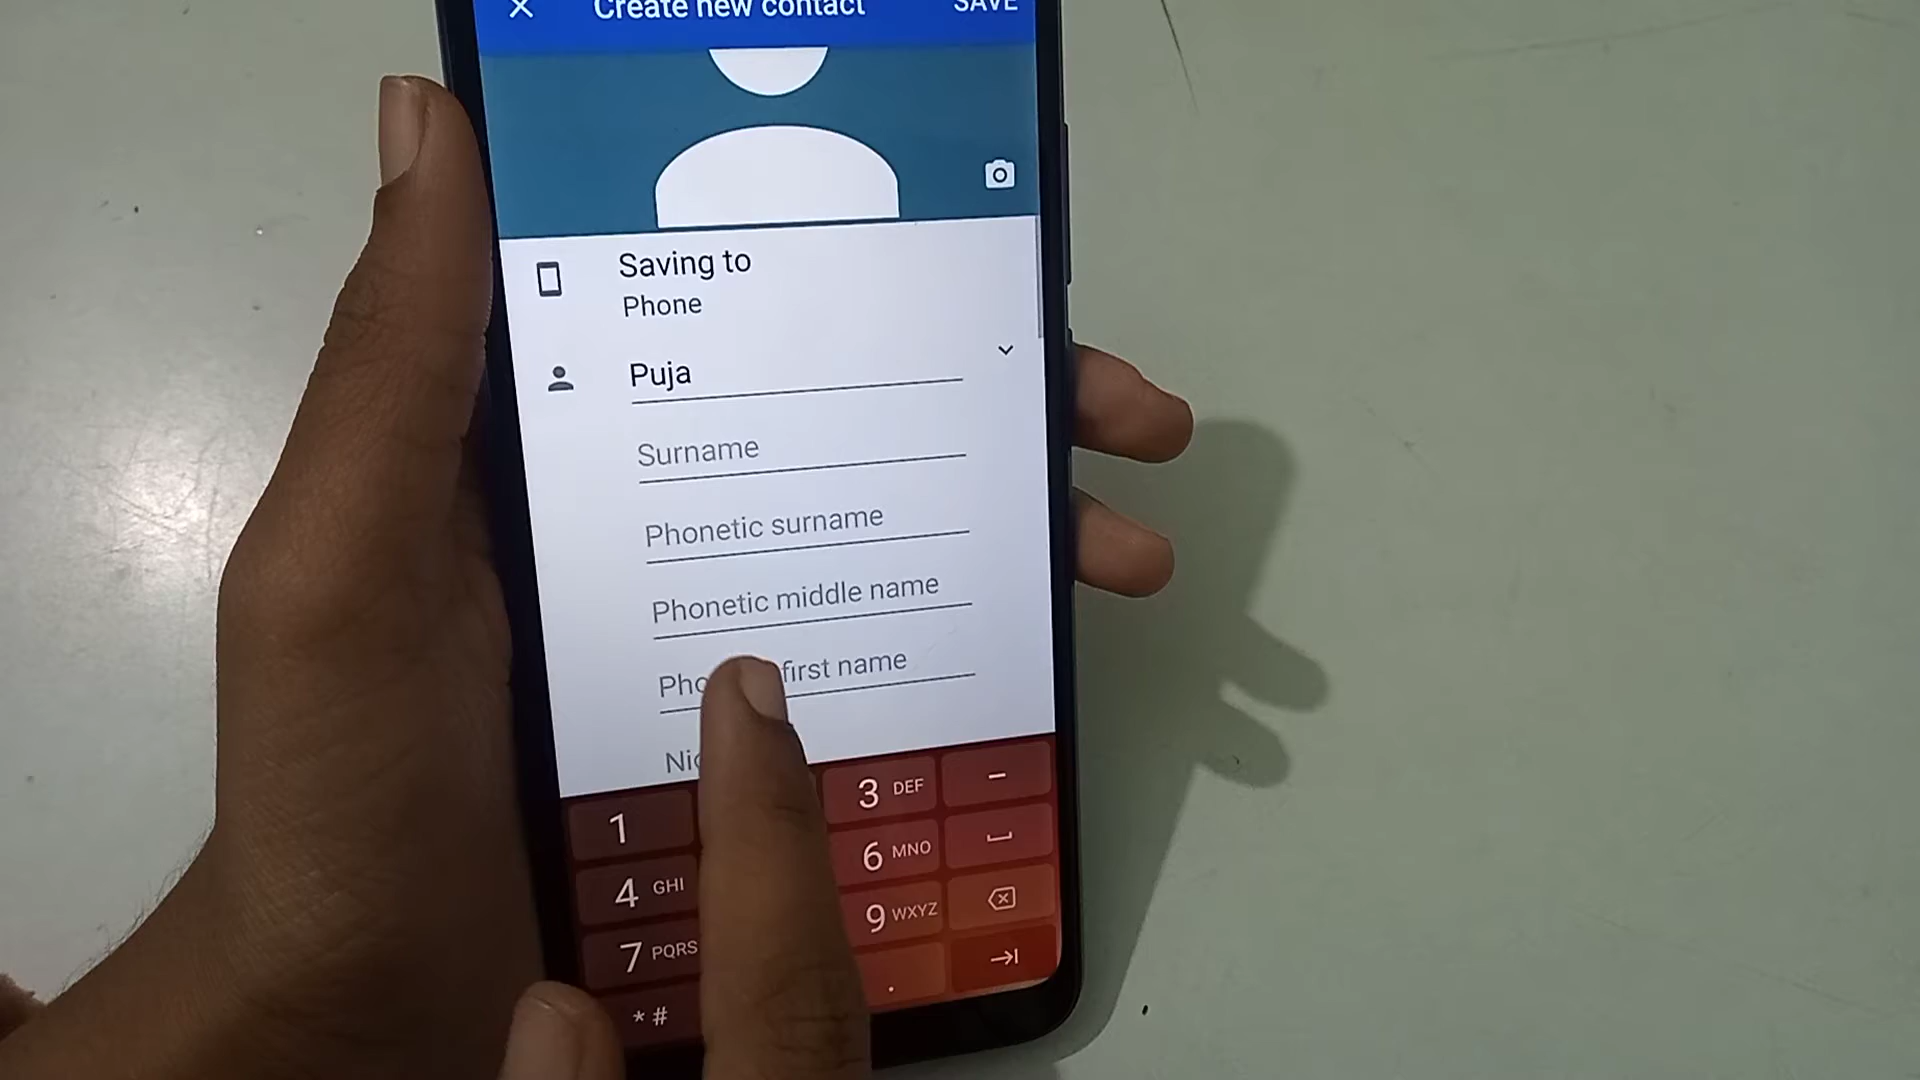 Create new contact SAVE
Saving to
Phone
Puja
Surname
Phonetic surname
Phonetic middle name
first name
1
3 DEF
4 GHI
6 MNO
7 PQRS
9 WXYZ
* #
.